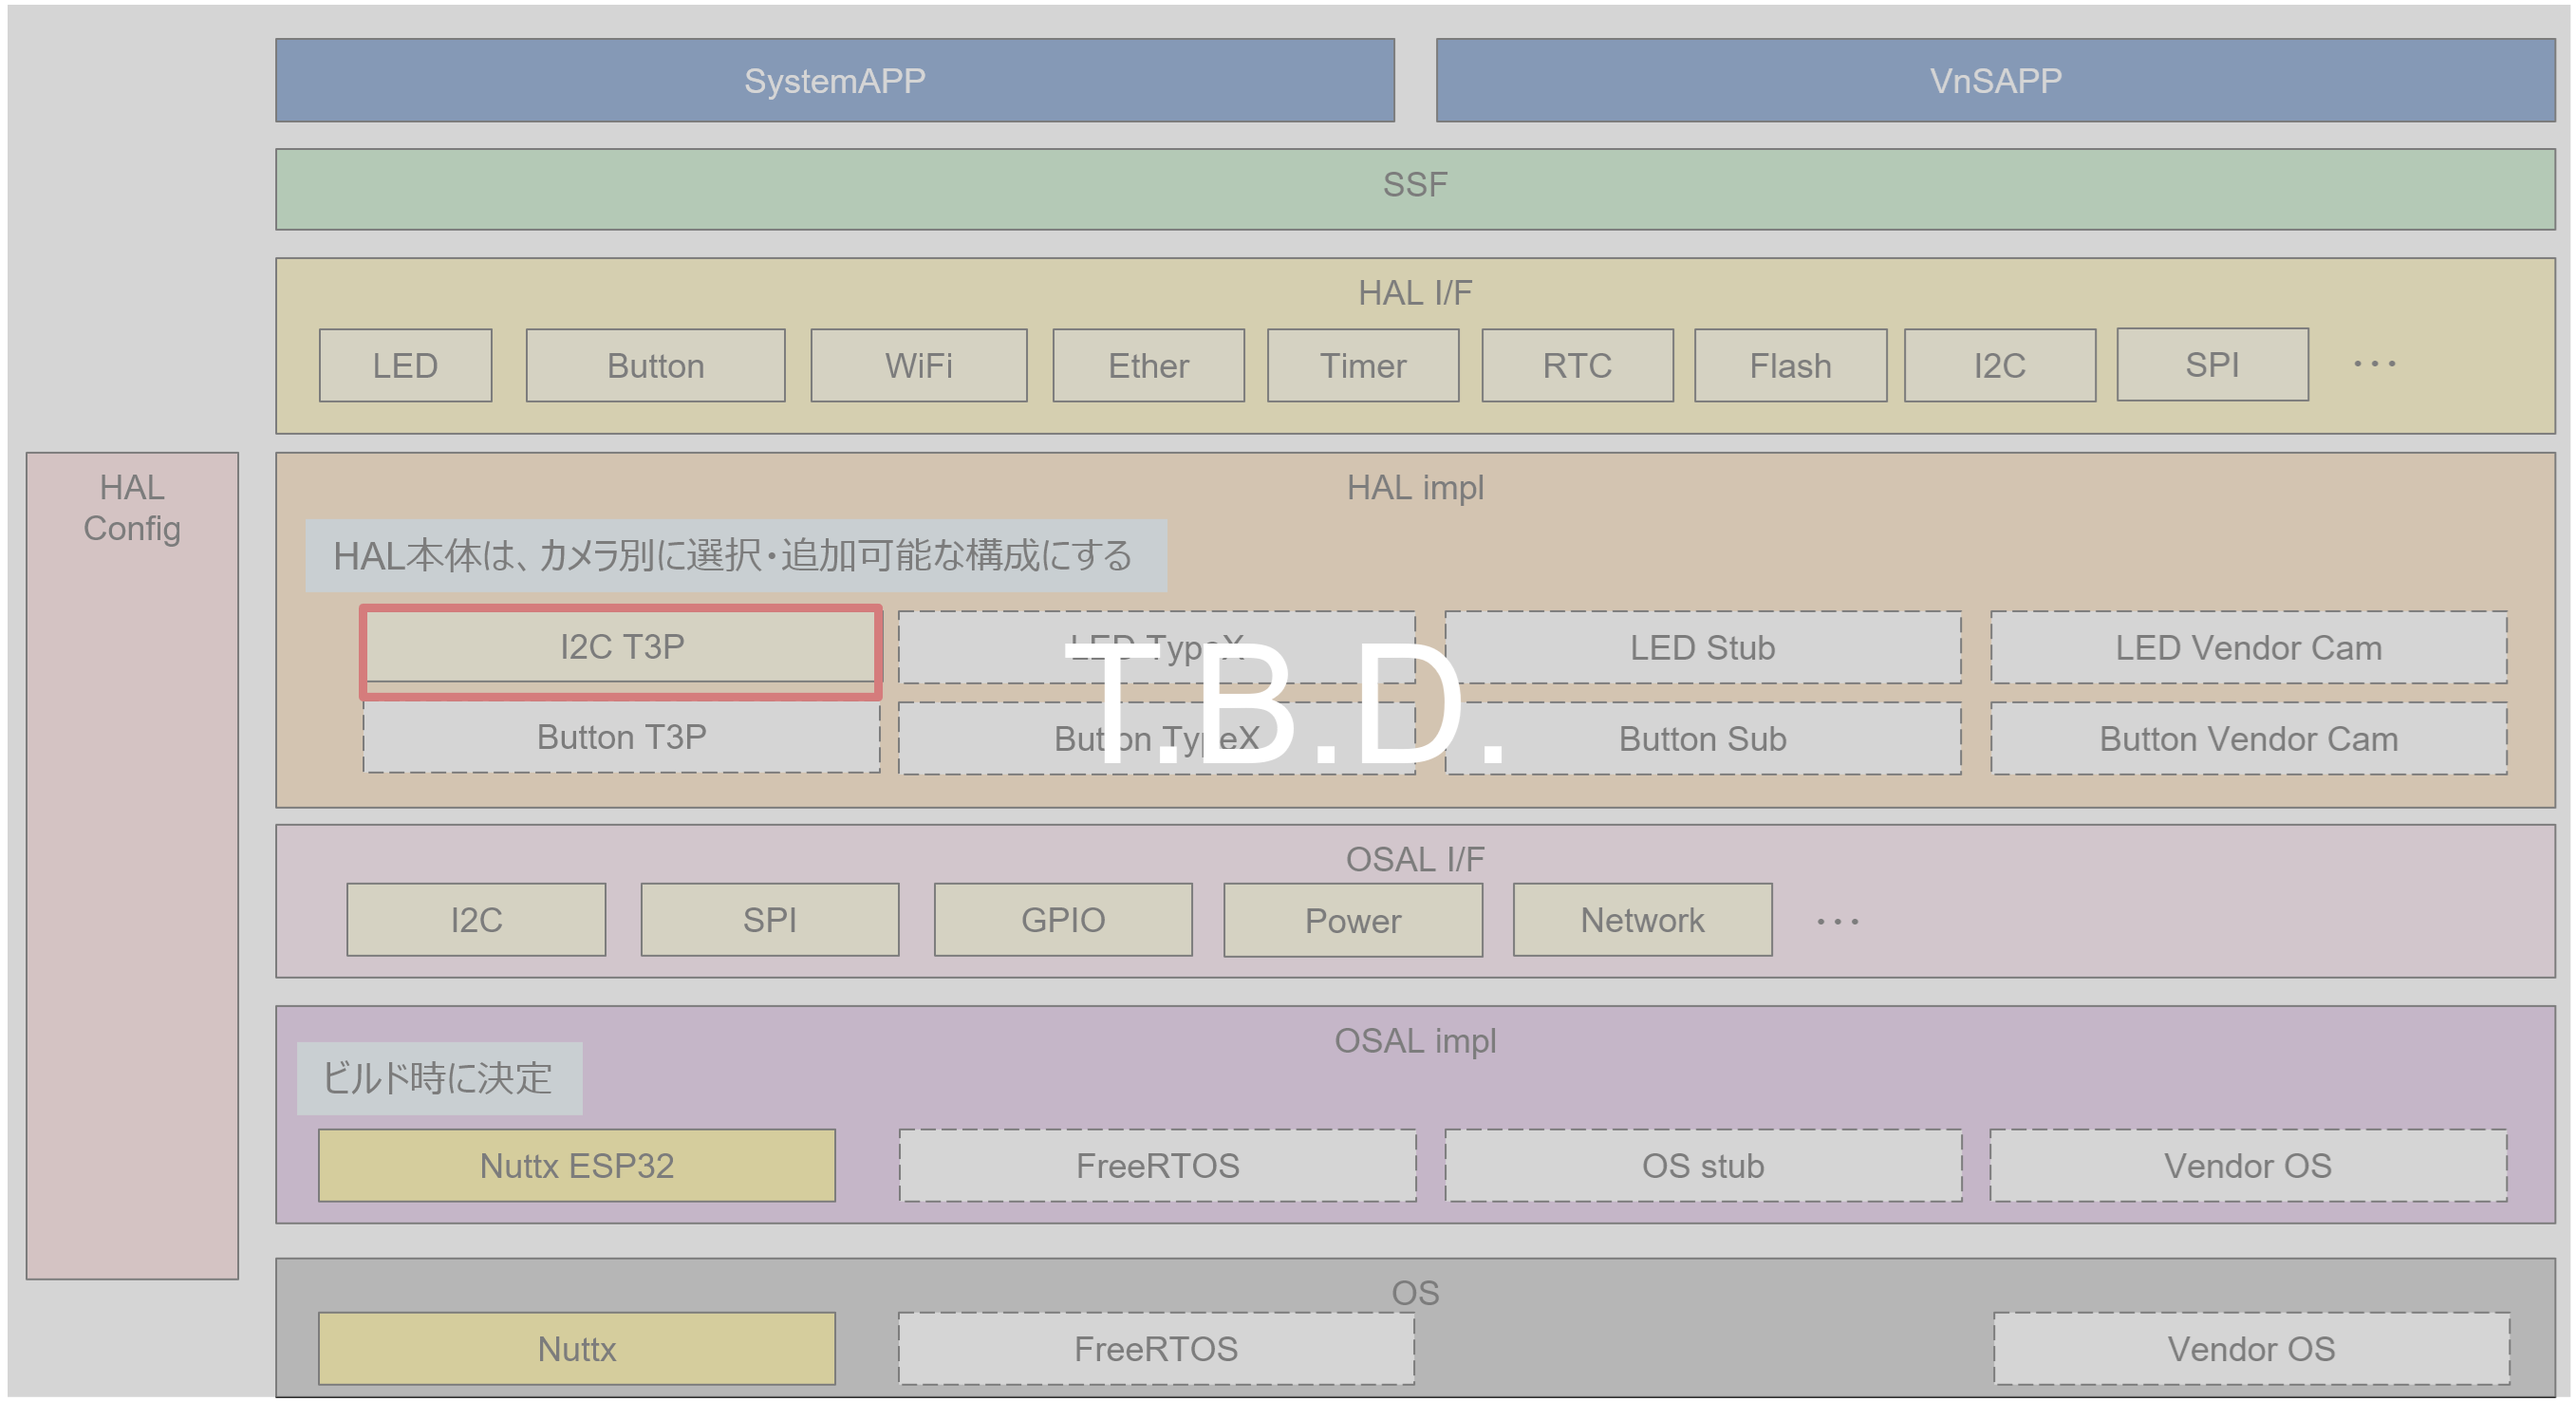 SystemAPP
VnSAPP
SSF
HAL I/F
LED
Button
WiFi
Ether
Timer
RTC
Flash
I2C
SPI
・・・
HAL
Config
HAL impl
HAL本体は、カメラ別に選択・追加可能な構成にする
I2C T3P
LED TypeX
LED Stub
LED Vendor Cam
T.B.D.
Button T3P
Button TypeX
Button Sub
Button Vendor Cam
OSAL I/F
I2C
SPI
GPIO
Power
Network
・・・
OSAL impl
ビルド時に決定
Nuttx ESP32
FreeRTOS
OS stub
Vendor OS
OS
Nuttx
FreeRTOS
Vendor OS